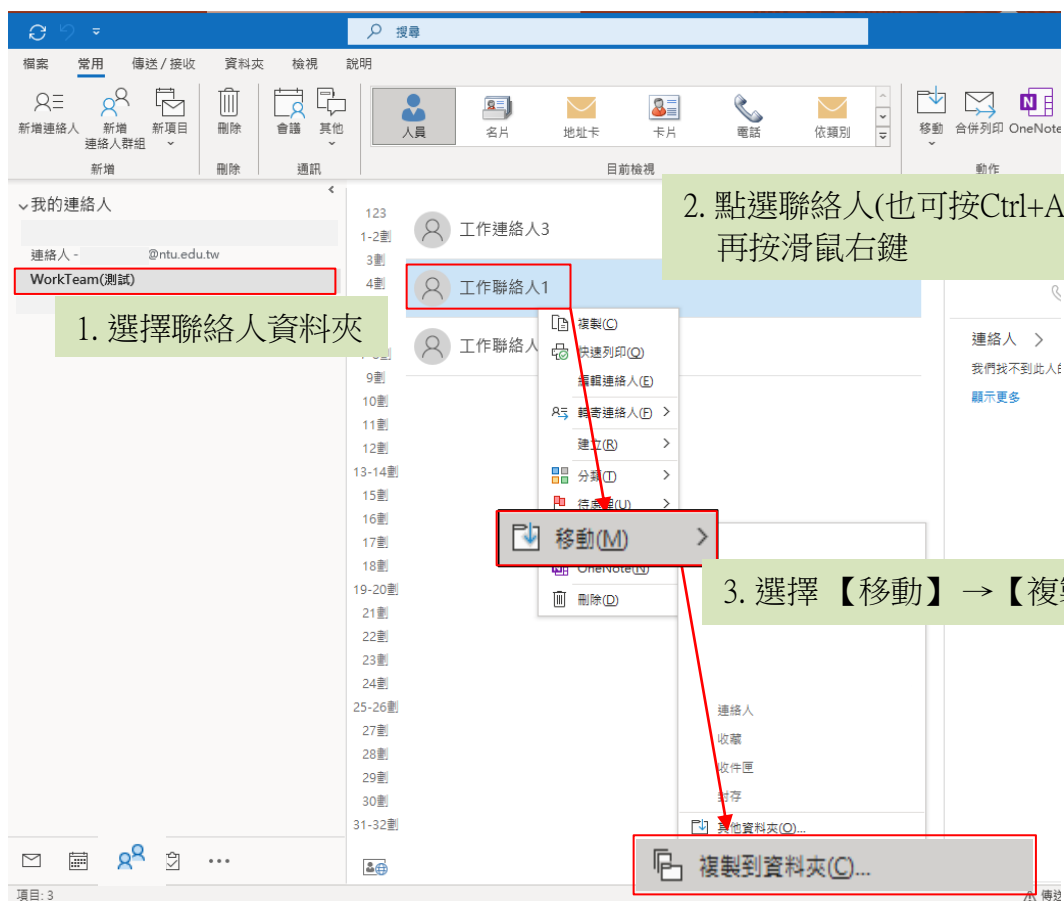 搜尋
檔案 常用 傳送/接收 資料夾 檢視 說明
新增連絡人 新增 連絡人群組 新項目 刪除 會議 其他 人員 名片 地址卡 卡片 電話 依類別 移動 合併列印 OneNote
新增 刪除 通訊 目前檢視 動作
我的連絡人
連絡人 - @ntu.edu.tw
WorkTeam(測試)
1. 選擇聯絡人資料夾
2. 點選聯絡人(也可按Ctrl+A
再按滑鼠右鍵
123
1-2劃
3劃
4劃
9劃
10劃
11劃
12劃
13-14劃
15劃
16劃
17劃
18劃
19-20劃
21劃
22劃
23劃
24劃
25-26劃
27劃
28劃
29劃
30劃
31-32劃
工作連絡人3
工作聯絡人1
工作聯絡人
複製(C)
快速列印(Q)
編輯連絡人(E)
轉寄連絡人(F)
建立(R)
分類(T)
待處理(U)
移動(M)
OneNote(N)
刪除(D)
3. 選擇【移動】→【複製
連絡人
收藏
收件匣
封存
其他資料夾(O)...
複製到資料夾(C)...
連絡人
我們找不到此人的
顯示更多
項目: 3
傳送